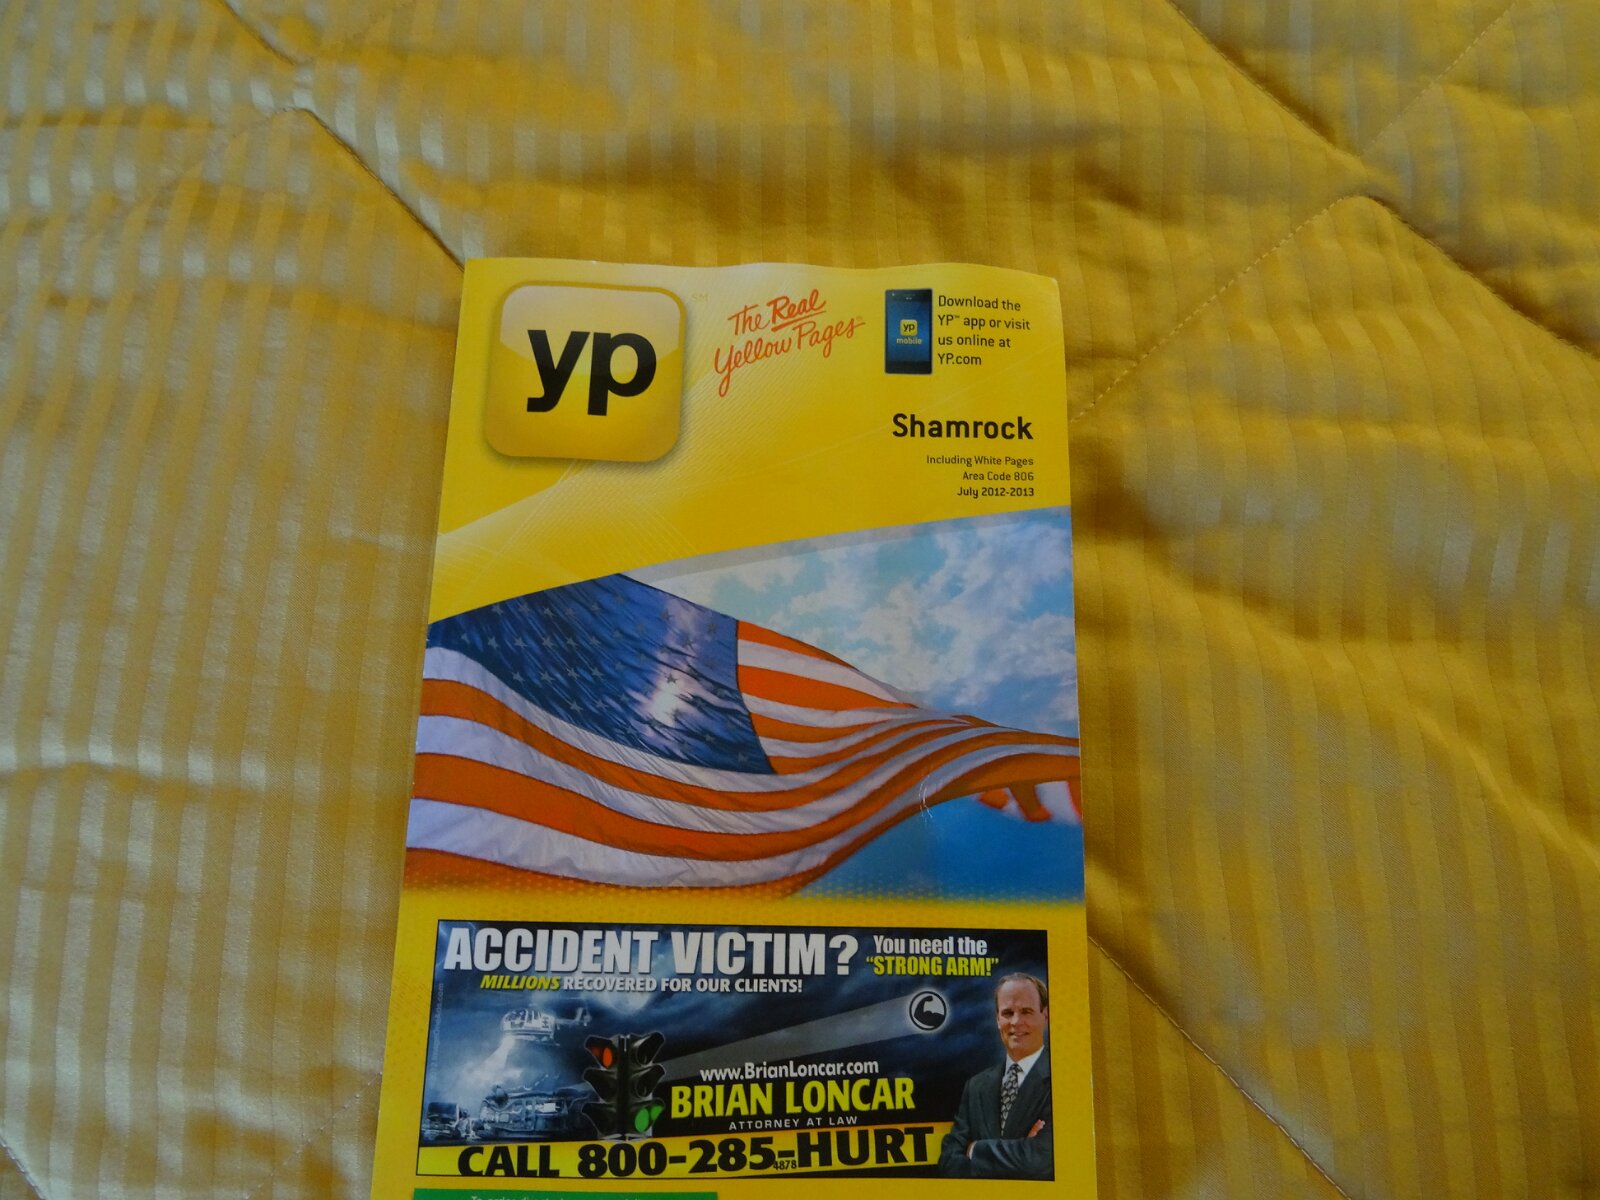 yp
SM
The Real
Yellow Pages®
yp
mobile
Download the
YP℠ app or visit
us online at
YP.com
Shamrock
Including White Pages
Area Code 806
July 2012-2013
ACCIDENT VICTIM?
MILLIONS RECOVERED FOR OUR CLIENTS!
You need the
"STRONG ARM!"
www.BrianLoncar.com
BRIAN LONCAR
ATTORNEY AT LAW
CALL 800-285-HURT
4878